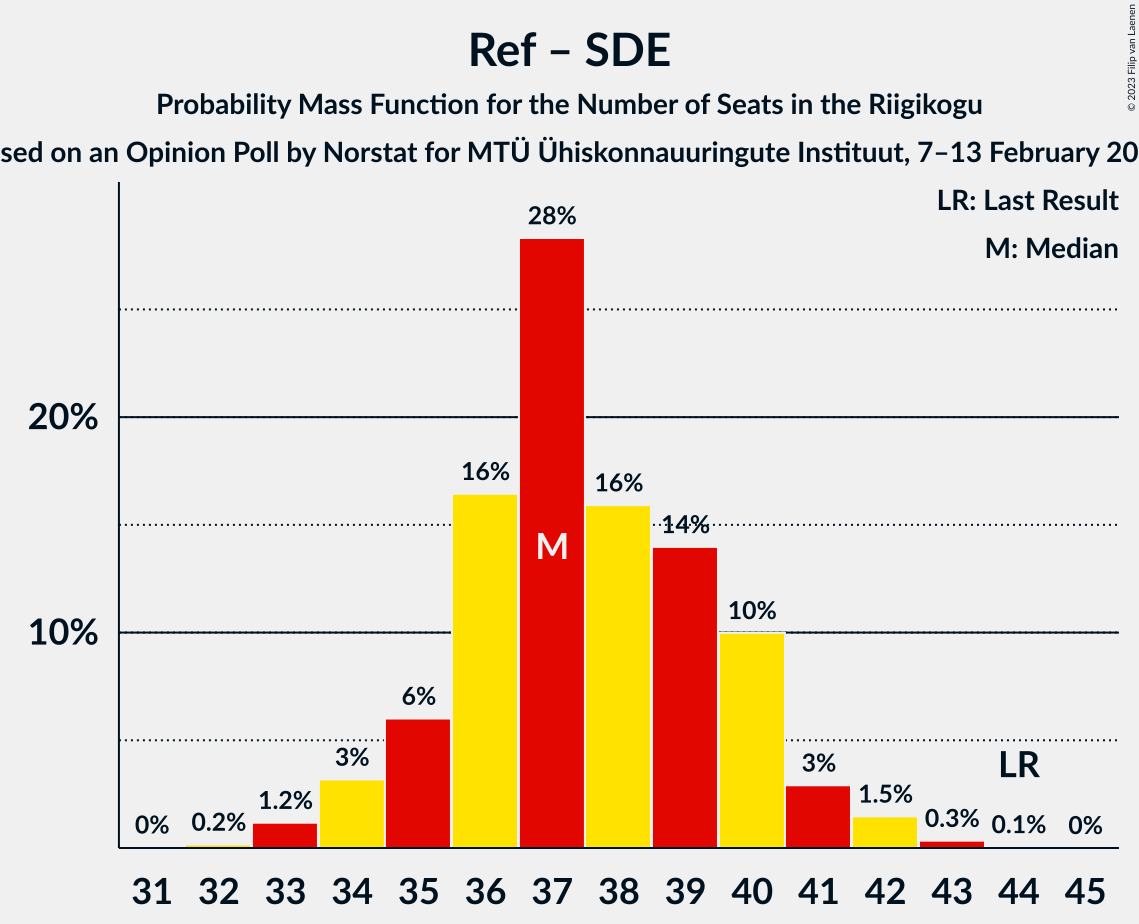 © 2023 Filip van Laenen
Ref – SDE
Probability Mass Function for the Number of Seats in the Riigikogu
sed on an Opinion Poll by Norstat for MTÜ Ühiskonnauuringute Instituut, 7–13 February 20
LR: Last Result
M: Median
28%
20%
16%
16%
14%
M
10%
10%
6%
3%
3%
LR
1.2%
1.5%
0%
0.2%
0.3%
0.1%
0%
31 32 33 34 35 36 37 38 39 40 41 42 43 44 45